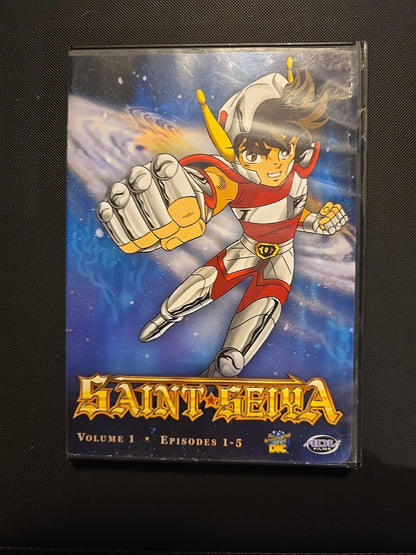 SAINT★SEIYA
VOLUME 1 • EPISODES 1-5
DIC
ADV
FILMS